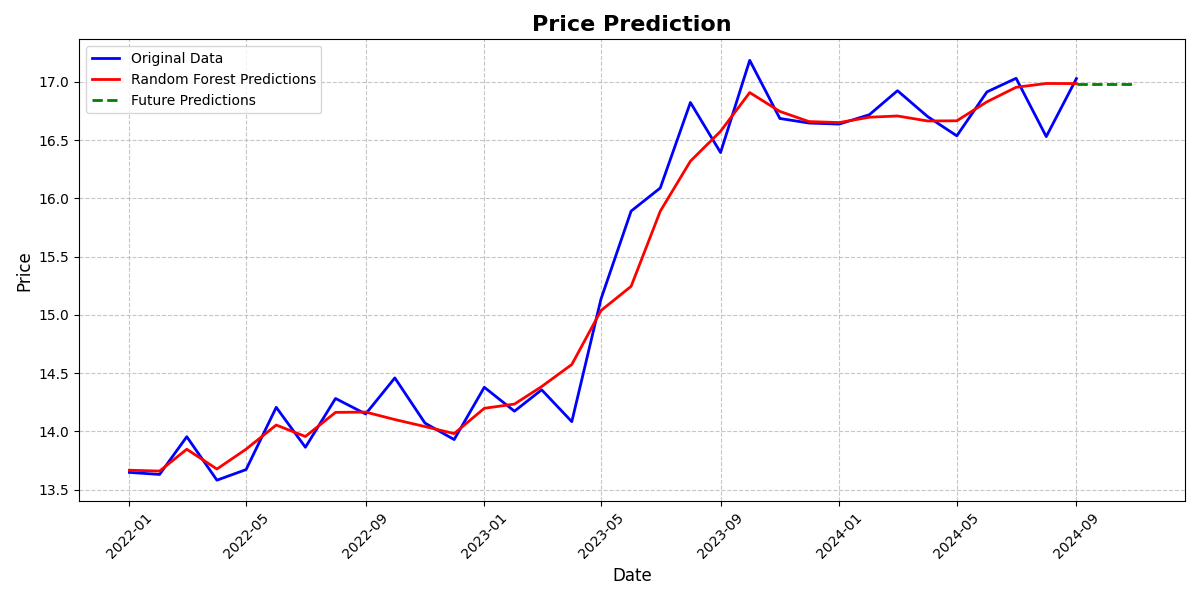 Price Prediction
Original Data
Random Forest Predictions
Future Predictions
Price
17.0
16.5
16.0
15.5
15.0
14.5
14.0
13.5
2022-01
2022-05
2022-09
2023-01
2023-05
2023-09
2024-01
2024-05
2024-09
Date